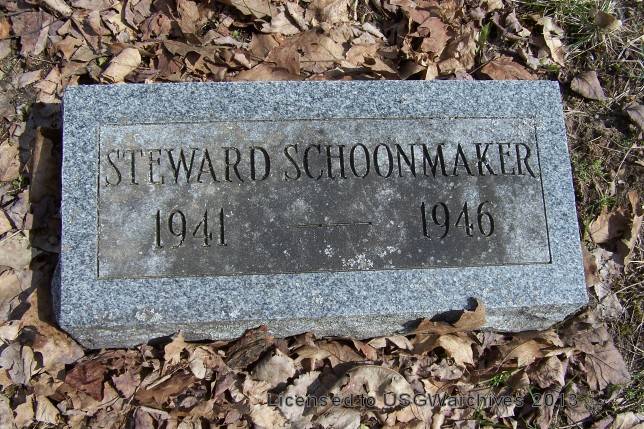 STEWARD SCHOONMAKER
1941 — 1946
Licensed to USGWarchives 2013